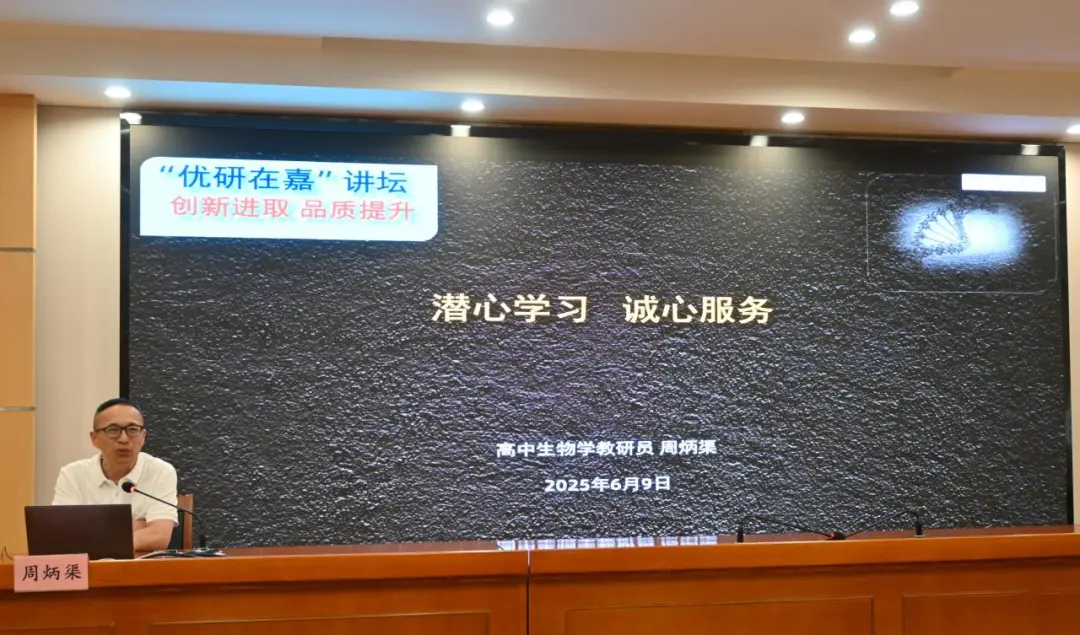 “优研在嘉”讲坛
创新进取 品质提升
潜心学习 诚心服务
高中生物学教研员 周炳渠
2025年6月9日
周炳渠